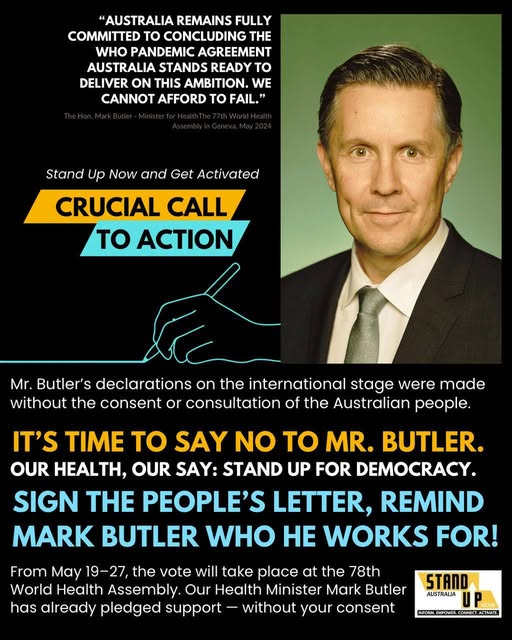 “AUSTRALIA REMAINS FULLY
COMMITTED TO CONCLUDING THE
WHO PANDEMIC AGREEMENT
AUSTRALIA STANDS READY TO
DELIVER ON THIS AMBITION. WE
CANNOT AFFORD TO FAIL.”
The Hon. Mark Butler - Minister for HealthThe 77th World Health
Assembly in Geneva, May 2024
Stand Up Now and Get Activated
CRUCIAL CALL
TO ACTION
Mr. Butler’s declarations on the international stage were made
without the consent or consultation of the Australian people.
IT’S TIME TO SAY NO TO MR. BUTLER.
OUR HEALTH, OUR SAY: STAND UP FOR DEMOCRACY.
SIGN THE PEOPLE’S LETTER, REMIND
MARK BUTLER WHO HE WORKS FOR!
From May 19–27, the vote will take place at the 78th
World Health Assembly. Our Health Minister Mark Butler
has already pledged support — without your consent
STAND
AUSTRALIA UP NOW
INFORM. EMPOWER. CONNECT. ACTIVATE.